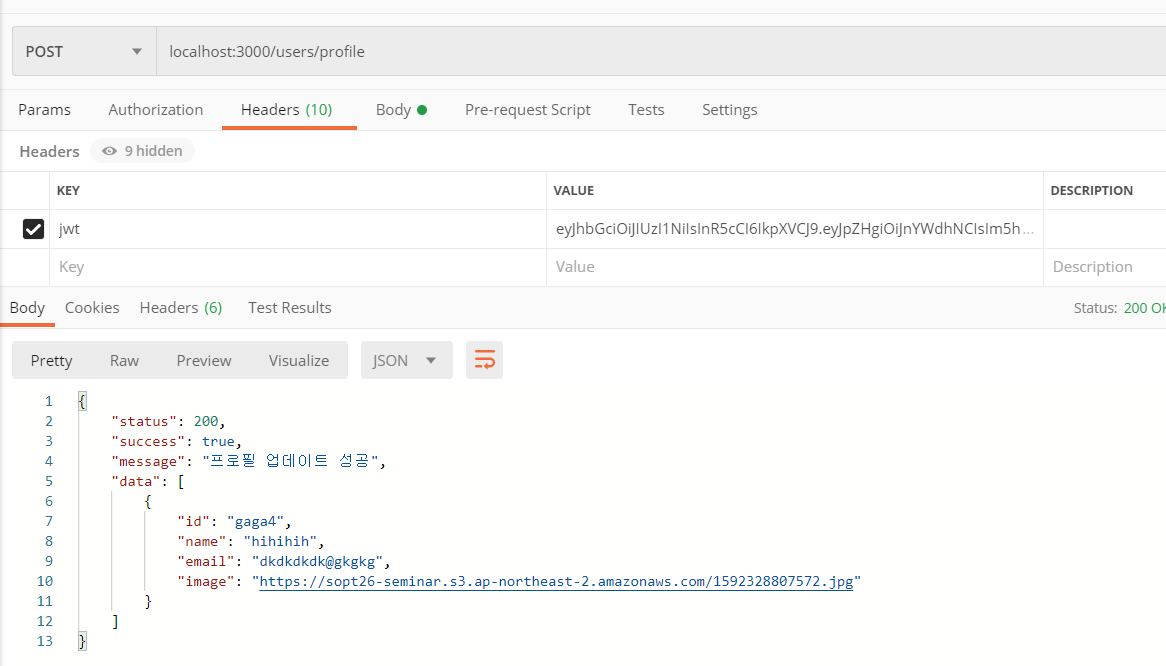 POST localhost:3000/users/profile
Params Authorization Headers (10) Body Pre-request Script Tests Settings
Headers 9 hidden
KEY VALUE DESCRIPTION
jwt eyJhbGciOiJIUzI1NiIsInR5cCI6IkpXVCJ9.eyJpZHgiOiJnYWdhNCIsIm5h...
Key Value Description
Body Cookies Headers (6) Test Results Status: 200 OK
Pretty Raw Preview Visualize JSON
1 {
2 "status": 200,
3 "success": true,
4 "message": "프로필 업데이트 성공",
5 "data": [
6 {
7 "id": "gaga4",
8 "name": "hihihih",
9 "email": "dkdkdkdk@gkgkg",
10 "image": "https://sopt26-seminar.s3.ap-northeast-2.amazonaws.com/1592328807572.jpg"
11 }
12 ]
13 }